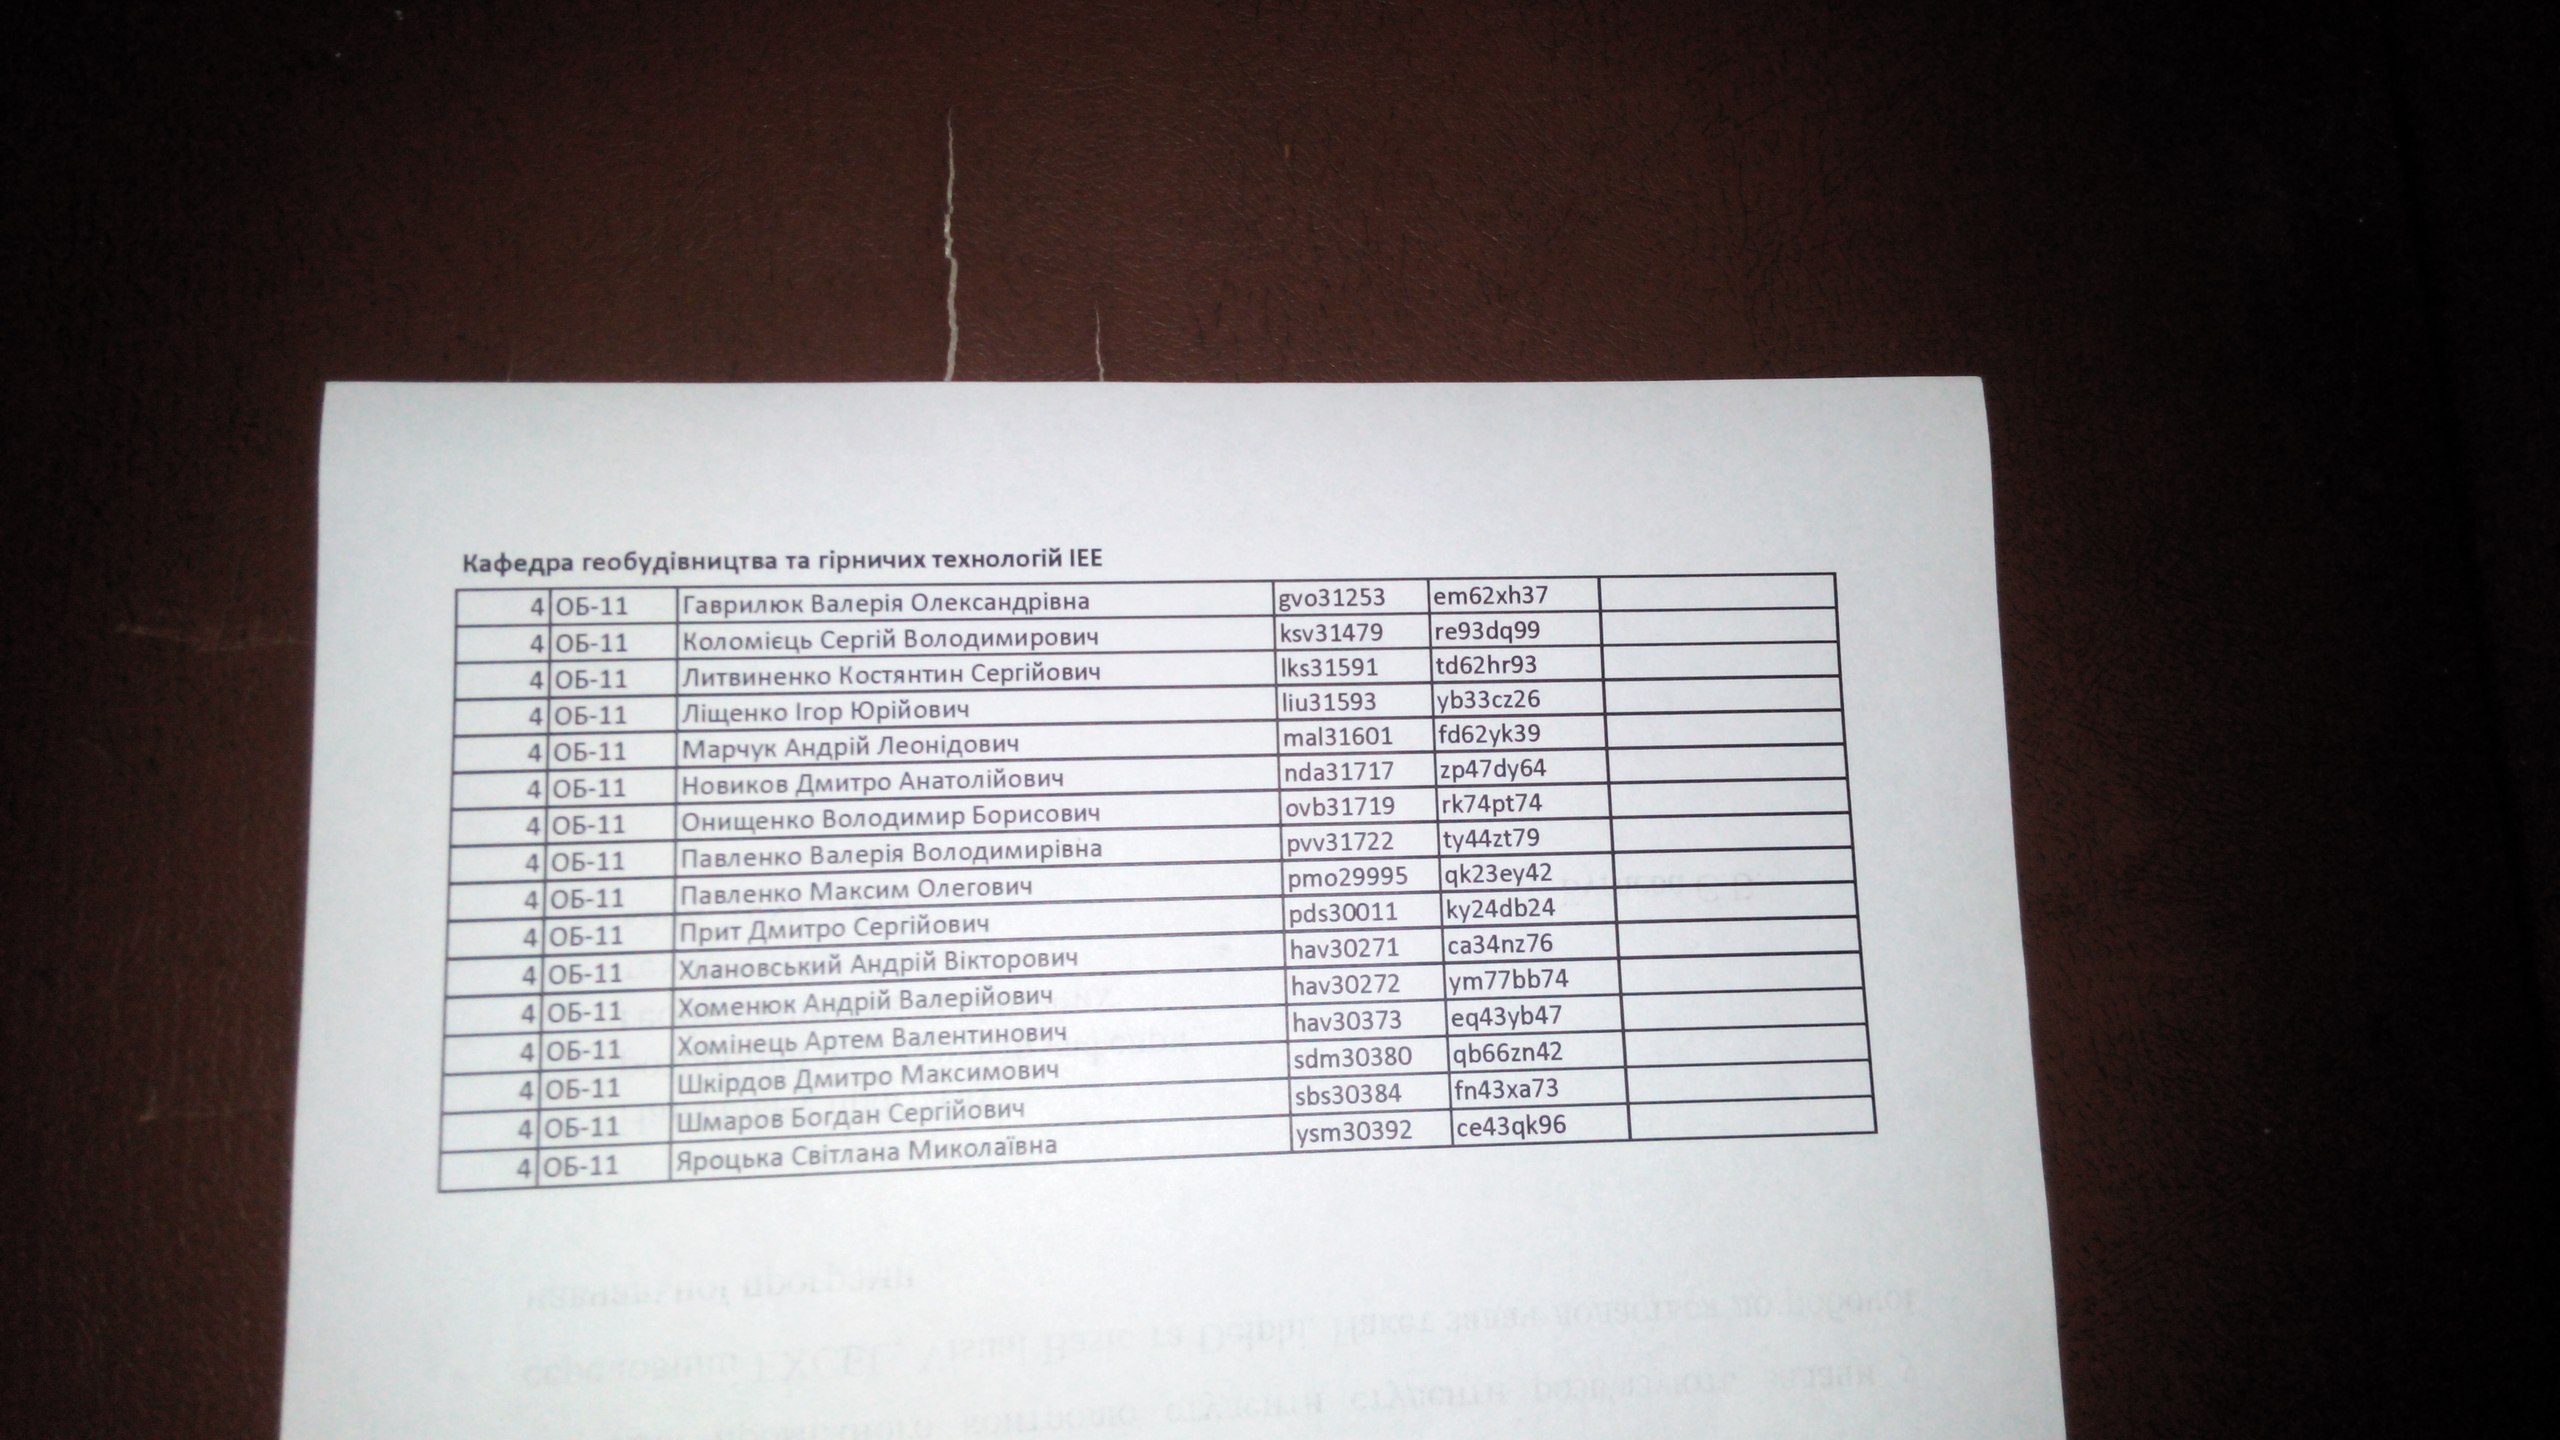 Кафедра геобудівництва та гірничих технологій ІЕЕ
4 ОБ-11 Гаврилюк Валерія Олександрівна gvo31253 em62xh37
4 ОБ-11 Коломієць Сергій Володимирович ksv31479 re93dq99
4 ОБ-11 Литвиненко Костянтин Сергійович lks31591 td62hr93
4 ОБ-11 Ліщенко Ігор Юрійович liu31593 yb33cz26
4 ОБ-11 Марчук Андрій Леонідович mal31601 fd62yk39
4 ОБ-11 Новиков Дмитро Анатолійович nda31717 zp47dy64
4 ОБ-11 Онищенко Володимир Борисович ovb31719 rk74pt74
4 ОБ-11 Павленко Валерія Володимирівна pvv31722 ty44zt79
4 ОБ-11 Павленко Максим Олегович pmo29995 qk23ey42
4 ОБ-11 Прит Дмитро Сергійович pds30011 ky24db24
4 ОБ-11 Хлановський Андрій Вікторович hav30271 ca34nz76
4 ОБ-11 Хоменюк Андрій Валерійович hav30272 ym77bb74
4 ОБ-11 Хомінець Артем Валентинович hav30373 eq43yb47
4 ОБ-11 Шкірдов Дмитро Максимович sdm30380 qb66zn42
4 ОБ-11 Шмаров Богдан Сергійович sbs30384 fn43xa73
4 ОБ-11 Яроцька Світлана Миколаївна ysm30392 ce43qk96